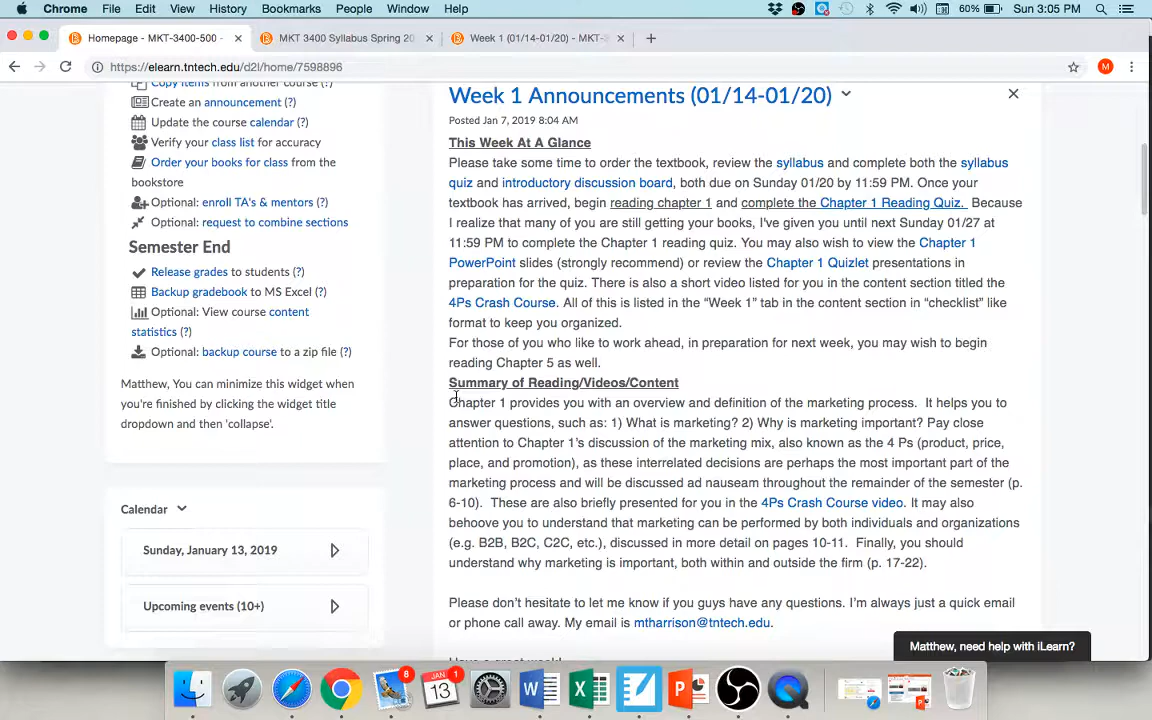 Chrome File Edit View History Bookmarks People Window Help 60% Sun 3:05 PM
Homepage - MKT-3400-500 - MKT 3400 Syllabus Spring 20 Week 1 (01/14-01/20) - MKT-
https://elearn.tntech.edu/d2l/home/7598896
Copy items from another course (?)
Create an announcement (?)
Update the course calendar (?)
Verify your class list for accuracy
Order your books for class from the
bookstore
Optional: enroll TA's & mentors (?)
Optional: request to combine sections
Semester End
Release grades to students (?)
Backup gradebook to MS Excel (?)
Optional: View course content
statistics (?)
Optional: backup course to a zip file (?)
Matthew, You can minimize this widget when
you're finished by clicking the widget title
dropdown and then 'collapse'.
Calendar
Sunday, January 13, 2019
Upcoming events (10+)
Week 1 Announcements (01/14-01/20)
Posted Jan 7, 2019 8:04 AM
This Week At A Glance
Please take some time to order the textbook, review the syllabus and complete both the syllabus
quiz and introductory discussion board, both due on Sunday 01/20 by 11:59 PM. Once your
textbook has arrived, begin reading chapter 1 and complete the Chapter 1 Reading Quiz. Because
I realize that many of you are still getting your books, I've given you until next Sunday 01/27 at
11:59 PM to complete the Chapter 1 reading quiz. You may also wish to view the Chapter 1
PowerPoint slides (strongly recommend) or review the Chapter 1 Quizlet presentations in
preparation for the quiz. There is also a short video listed for you in the content section titled the
4Ps Crash Course. All of this is listed in the “Week 1” tab in the content section in “checklist” like
format to keep you organized.
For those of you who like to work ahead, in preparation for next week, you may wish to begin
reading Chapter 5 as well.
Summary of Reading/Videos/Content
Chapter 1 provides you with an overview and definition of the marketing process. It helps you to
answer questions, such as: 1) What is marketing? 2) Why is marketing important? Pay close
attention to Chapter 1’s discussion of the marketing mix, also known as the 4 Ps (product, price,
place, and promotion), as these interrelated decisions are perhaps the most important part of the
marketing process and will be discussed ad nauseam throughout the remainder of the semester (p.
6-10). These are also briefly presented for you in the 4Ps Crash Course video. It may also
behoove you to understand that marketing can be performed by both individuals and organizations
(e.g. B2B, B2C, C2C, etc.), discussed in more detail on pages 10-11. Finally, you should
understand why marketing is important, both within and outside the firm (p. 17-22).
Please don’t hesitate to let me know if you guys have any questions. I’m always just a quick email
or phone call away. My email is mtharrison@tntech.edu.
Have a great week!
Matthew, need help with iLearn?
8
JAN
13
1